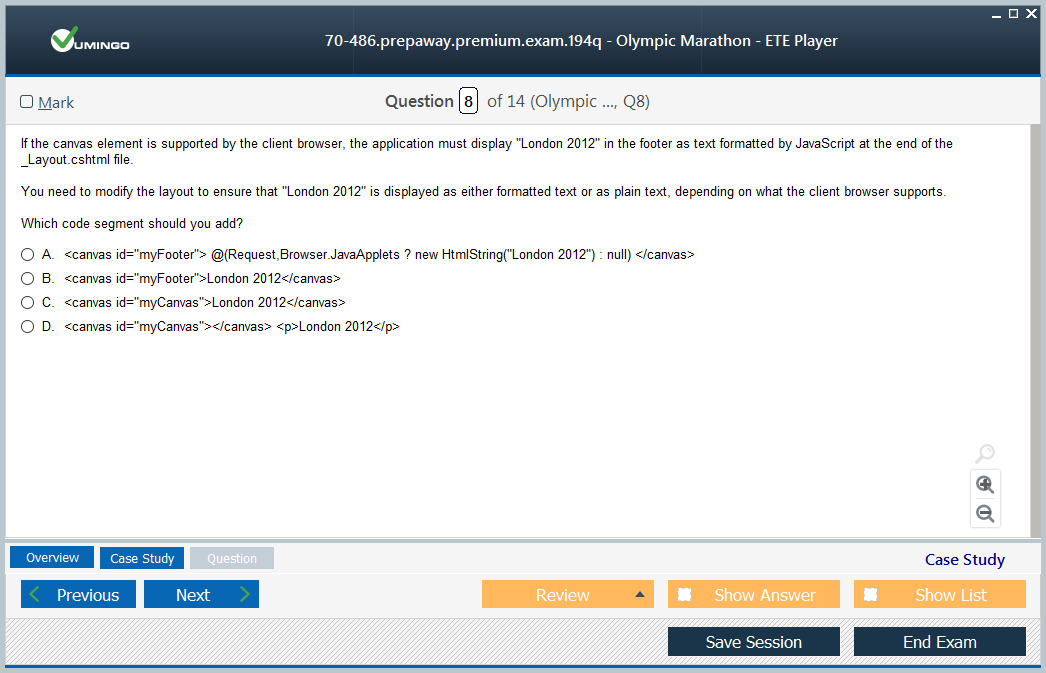 VUMINGO
70-486.prepaway.premium.exam.194q - Olympic Marathon - ETE Player
Mark
Question 8 of 14 (Olympic ..., Q8)
If the canvas element is supported by the client browser, the application must display "London 2012" in the footer as text formatted by JavaScript at the end of the
_Layout.cshtml file.
You need to modify the layout to ensure that "London 2012" is displayed as either formatted text or as plain text, depending on what the client browser supports.
Which code segment should you add?
A. <canvas id="myFooter"> @(Request,Browser.JavaApplets ? new HtmlString("London 2012") : null) </canvas>
B. <canvas id="myFooter">London 2012</canvas>
C. <canvas id="myCanvas">London 2012</canvas>
D. <canvas id="myCanvas"></canvas> <p>London 2012</p>
Overview
Case Study
Question
Case Study
Previous
Next
Review
Show Answer
Show List
Save Session
End Exam